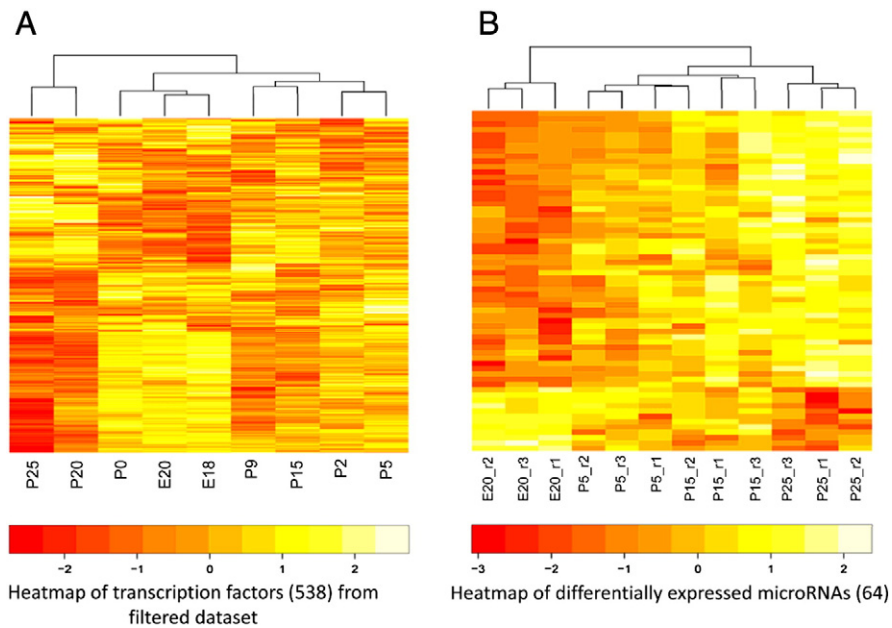 A
B
P25 P20 P0 E20 E18 P9 P15 P2 P5
E20_r2 E20_r3 E20_r1 P5_r2 P5_r3 P5_r1 P15_r2 P15_r1 P15_r3 P25_r3 P25_r1 P25_r2
−2 −1 0 1 2
−3 −2 −1 0 1 2
Heatmap of transcription factors (538) from
filtered dataset
Heatmap of differentially expressed microRNAs (64)